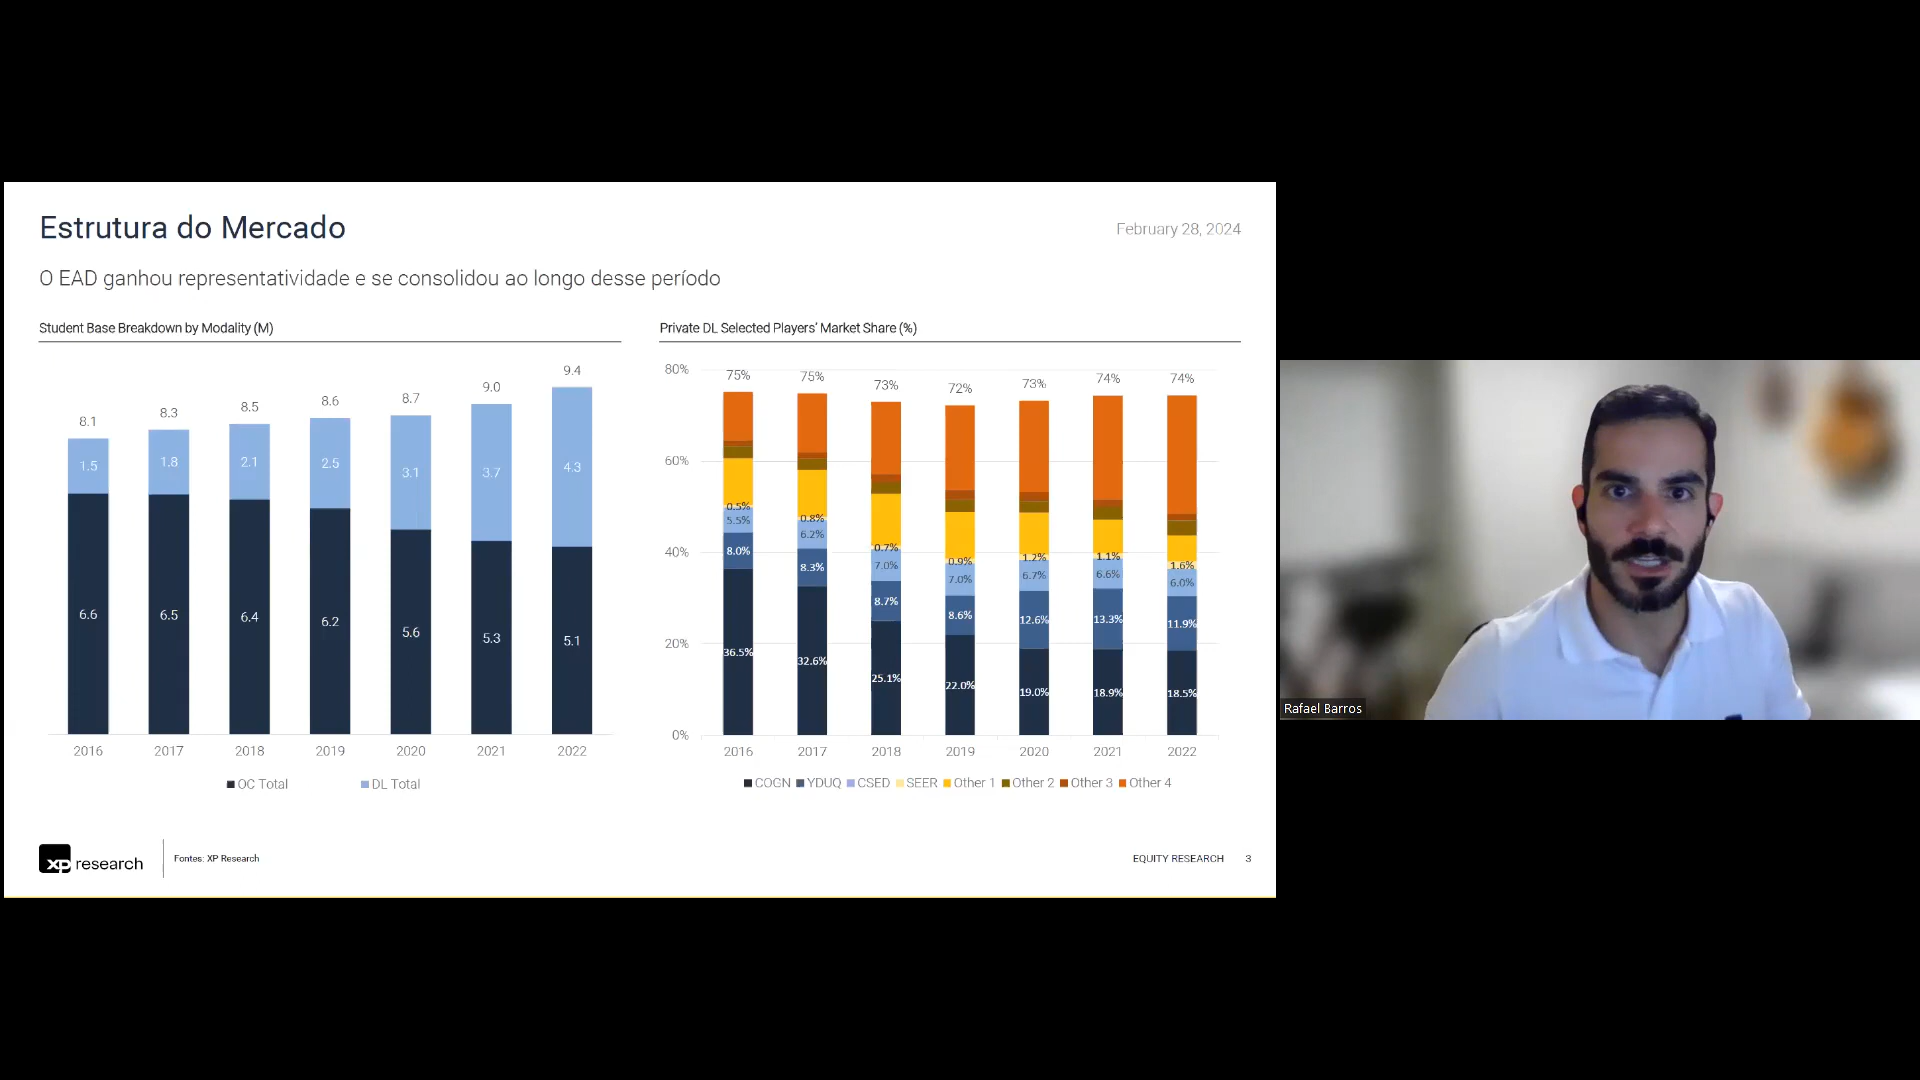 Estrutura do Mercado
February 28, 2024
O EAD ganhou representatividade e se consolidou ao longo desse período
Student Base Breakdown by Modality (M)
8.1 8.3 8.5 8.6 8.7 9.0 9.4
1.5 1.8 2.1 2.5 3.1 3.7 4.3
6.6 6.5 6.4 6.2 5.6 5.3 5.1
2016 2017 2018 2019 2020 2021 2022
OC Total DL Total
Private DL Selected Players' Market Share (%)
80%
60%
40%
20%
0%
75% 75% 73% 72% 73% 74% 74%
0.5% 0.8% 0.7% 0.9% 1.2% 1.1% 1.6%
5.5% 6.2% 7.0% 7.0% 6.7% 6.6% 6.0%
8.0% 8.3% 8.7% 8.6% 12.6% 13.3% 11.9%
36.5% 32.6% 25.1% 22.0% 19.0% 18.9% 18.5%
2016 2017 2018 2019 2020 2021 2022
COGN YDUQ CSED SEER Other 1 Other 2 Other 3 Other 4
xp research
Fontes: XP Research
EQUITY RESEARCH 3
Rafael Barros